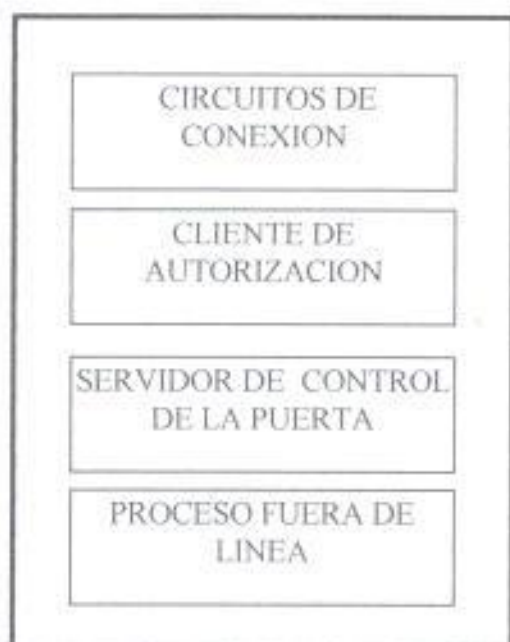 CIRCUITOS DE
CONEXION
CLIENTE DE
AUTORIZACION
SERVIDOR DE CONTROL
DE LA PUERTA
PROCESO FUERA DE
LINEA